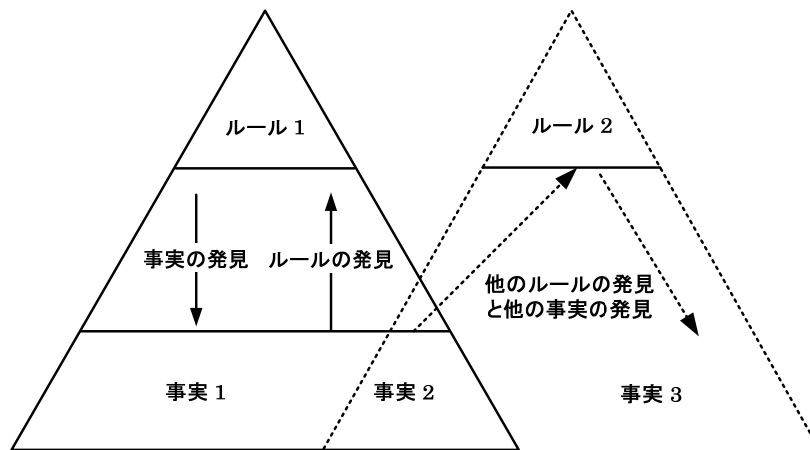 ルール 1
ルール 2
事実の発見
ルールの発見
他のルールの発見
と他の事実の発見
事実 1
事実 2
事実 3